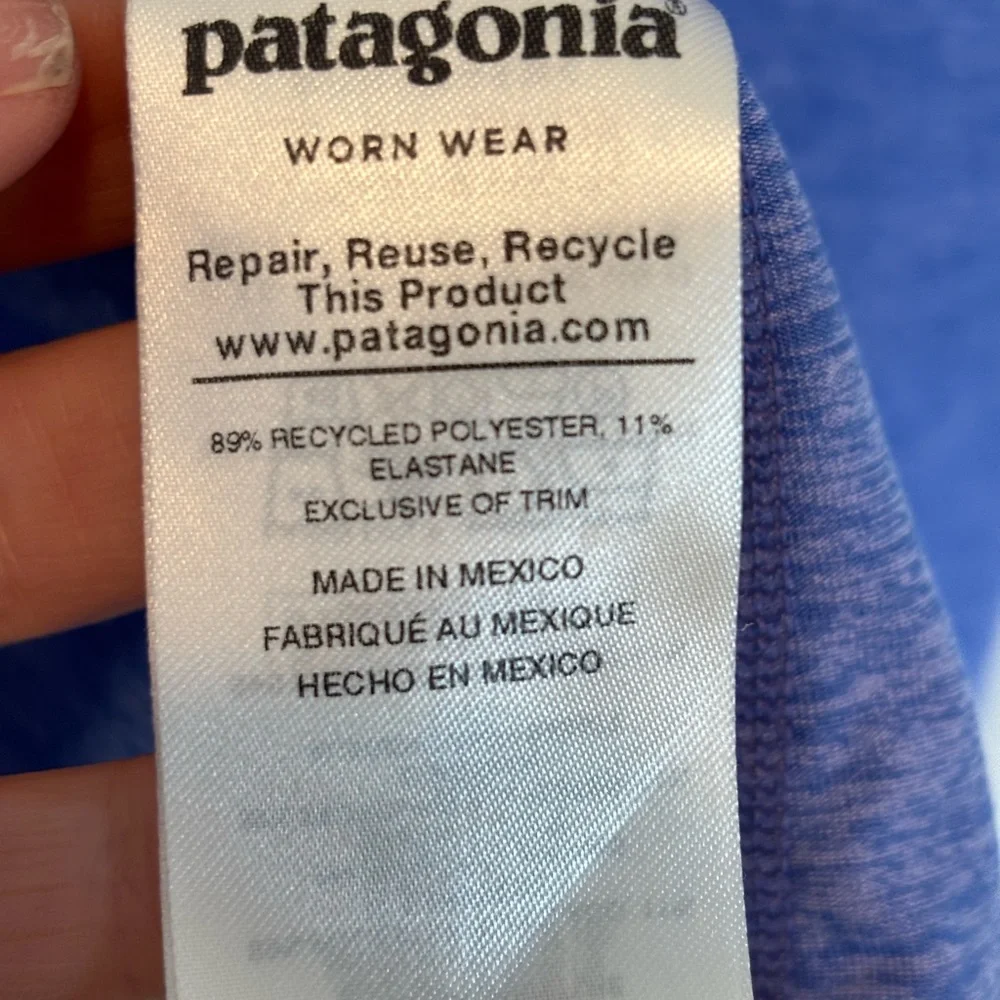 patagonia®
WORN WEAR
Repair, Reuse, Recycle
This Product
www.patagonia.com
89% RECYCLED POLYESTER, 11%
ELASTANE
EXCLUSIVE OF TRIM
MADE IN MEXICO
FABRIQUÉ AU MEXIQUE
HECHO EN MEXICO